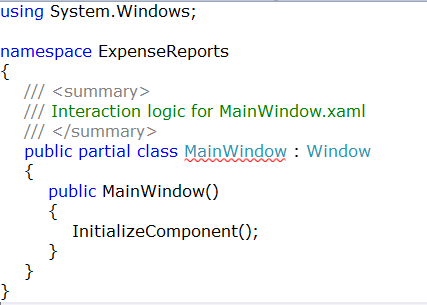 using System.Windows;
namespace ExpenseReports
{
/// <summary>
/// Interaction logic for MainWindow.xaml
/// </summary>
public partial class MainWindow : Window
{
public MainWindow()
{
InitializeComponent();
}
}
}